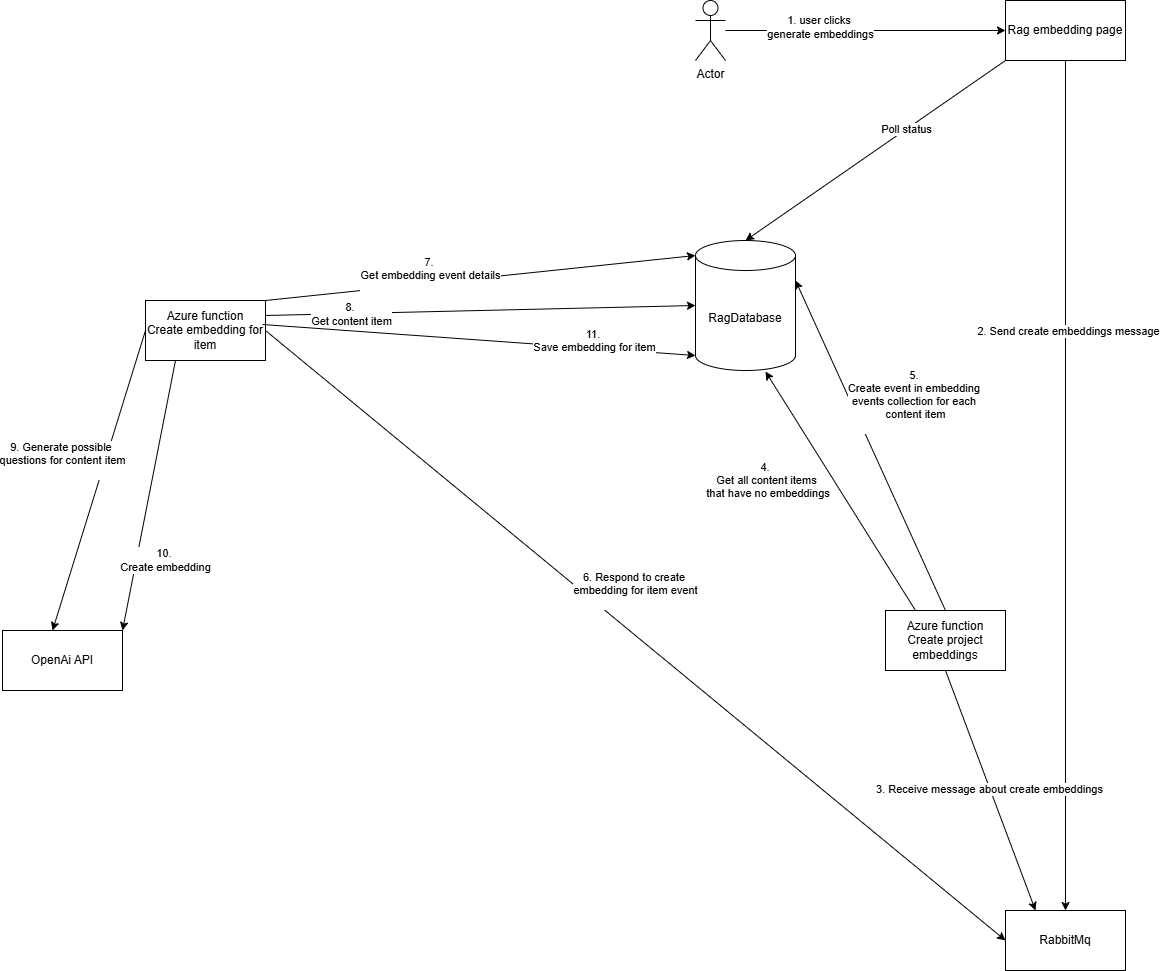 1. user clicks
generate embeddings
Rag embedding page
Actor
Poll status
7.
Get embedding event details
8.
Get content item
Azure function
Create embedding for
item
RagDatabase
11.
Save embedding for item
2. Send create embeddings message
5.
Create event in embedding
events collection for each
content item
9. Generate possible
questions for content item
4.
Get all content items
that have no embeddings
10.
Create embedding
6. Respond to create
embedding for item event
Azure function
Create project
embeddings
OpenAi API
3. Receive message about create embeddings
RabbitMq